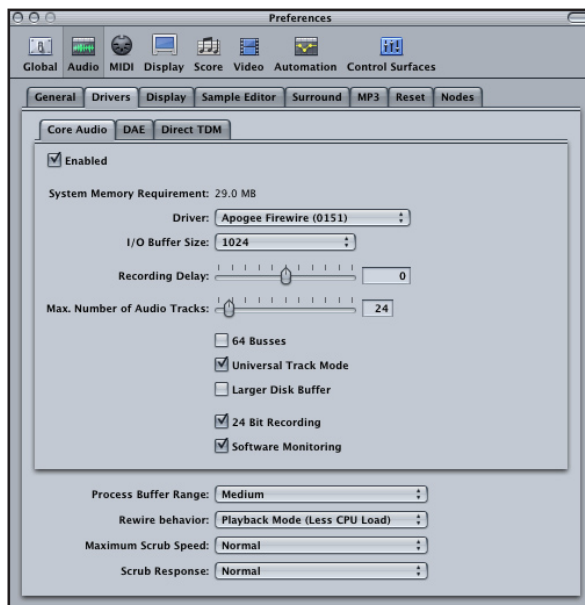 Preferences
Global Audio MIDI Display Score Video Automation Control Surfaces
General Drivers Display Sample Editor Surround MP3 Reset Nodes
Core Audio DAE Direct TDM
Enabled
System Memory Requirement: 29.0 MB
Driver: Apogee Firewire (0151)
I/O Buffer Size: 1024
Recording Delay: 0
Max. Number of Audio Tracks: 24
64 Busses
Universal Track Mode
Larger Disk Buffer
24 Bit Recording
Software Monitoring
Process Buffer Range: Medium
Rewire behavior: Playback Mode (Less CPU Load)
Maximum Scrub Speed: Normal
Scrub Response: Normal